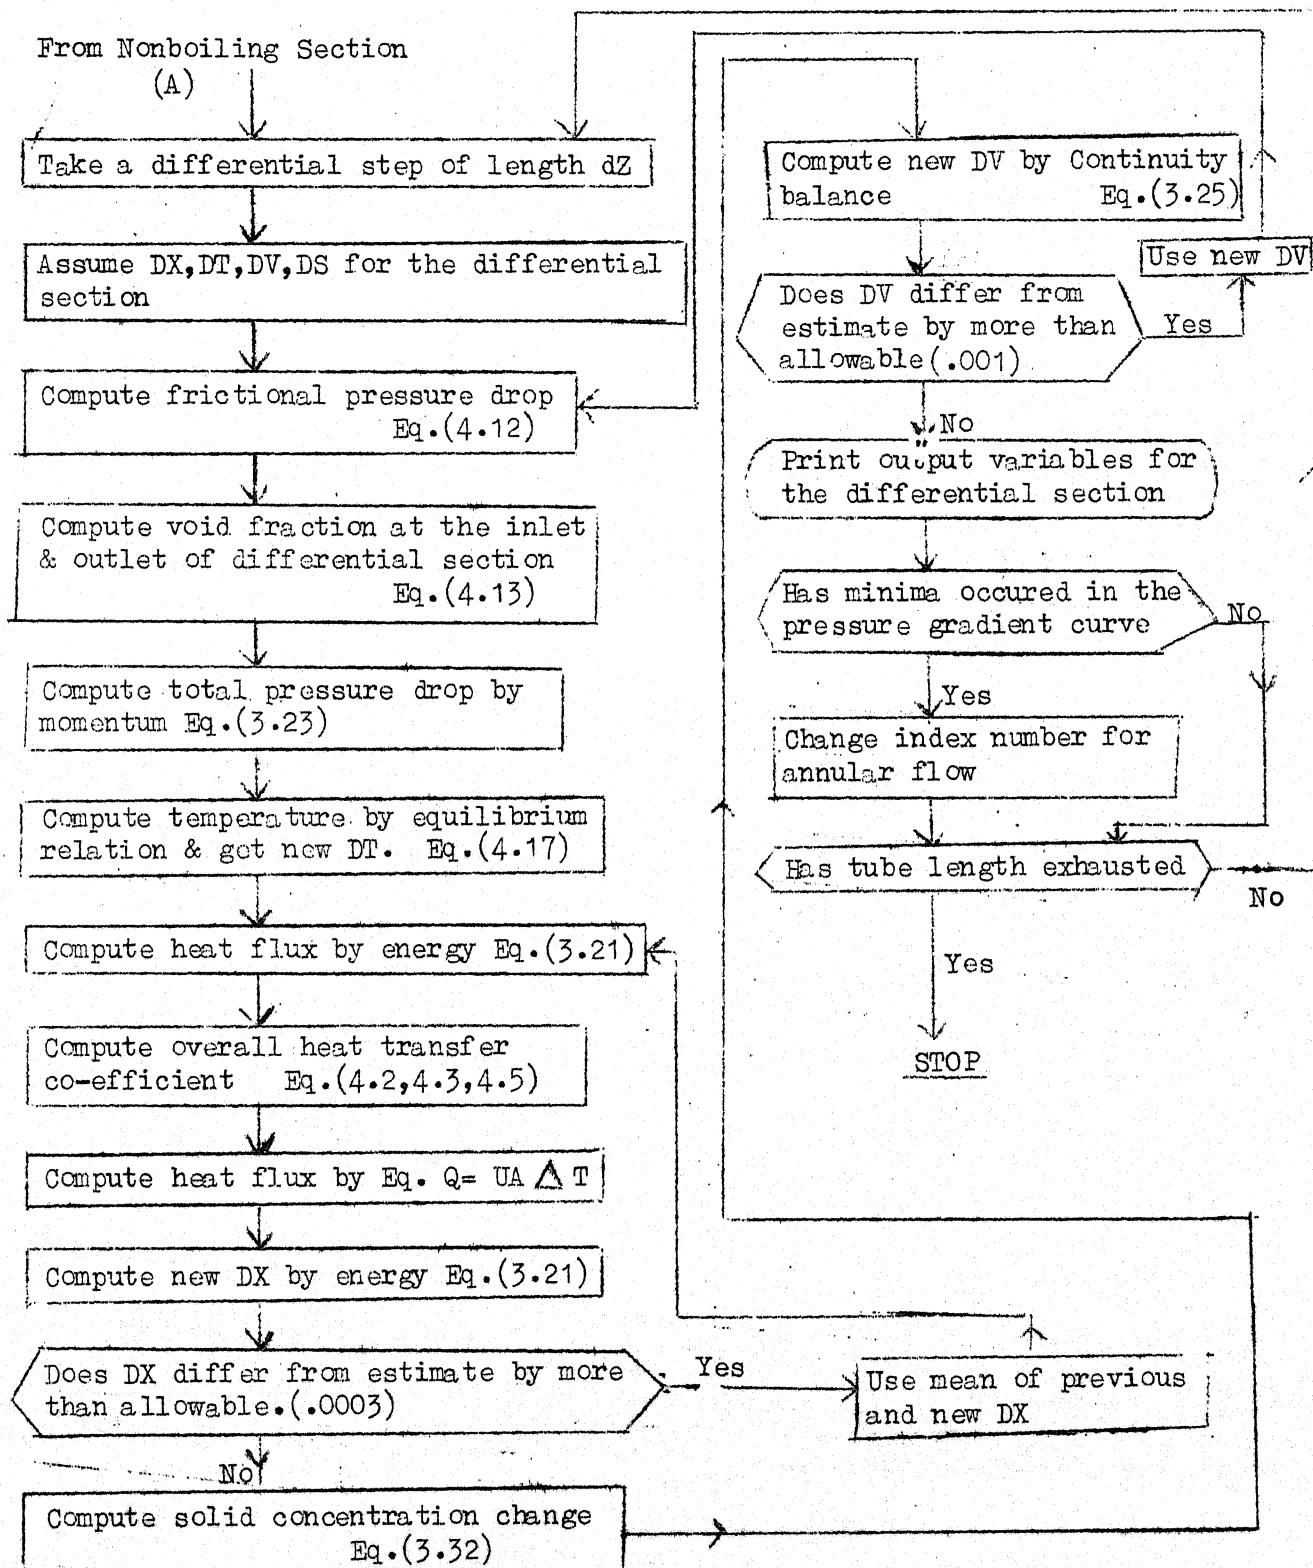 From Nonboiling Section
(A)
Take a differential step of length dZ
Assume DX,DT,DV,DS for the differential
section
Compute frictional pressure drop
Eq.(4.12)
Compute void fraction at the inlet
& outlet of differential section
Eq.(4.13)
Compute total pressure drop by
momentum Eq.(3.23)
Compute temperature by equilibrium
relation & get new DT. Eq.(4.17)
Compute heat flux by energy Eq.(3.21)
Compute overall heat transfer
co-efficient Eq.(4.2,4.3,4.5)
Compute heat flux by Eq. Q= UA △ T
Compute new DX by energy Eq.(3.21)
Does DX differ from estimate by more
than allowable.(.0003)
Yes
Use mean of previous
and new DX
No
Compute solid concentration change
Eq.(3.32)
Compute new DV by Continuity
balance Eq.(3.25)
Use new DV
Does DV differ from
estimate by more than
allowable(.001)
Yes
No
Print output variables for
the differential section
Has minima occured in the
pressure gradient curve
No
Yes
Change index number for
annular flow
Has tube length exhausted
No
Yes
STOP